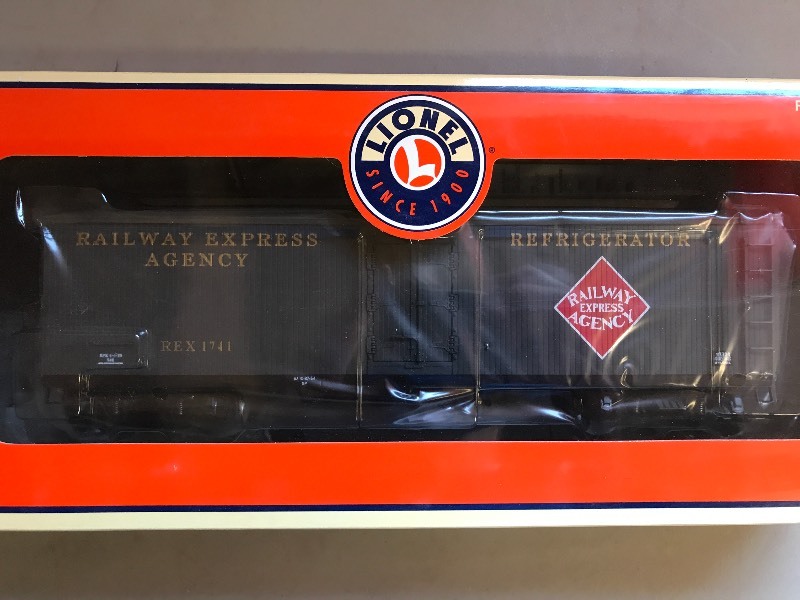 LIONEL
SINCE 1900
L
®
RAILWAY EXPRESS
AGENCY
REX 1741
REFRIGERATOR
RAILWAY
EXPRESS
AGENCY